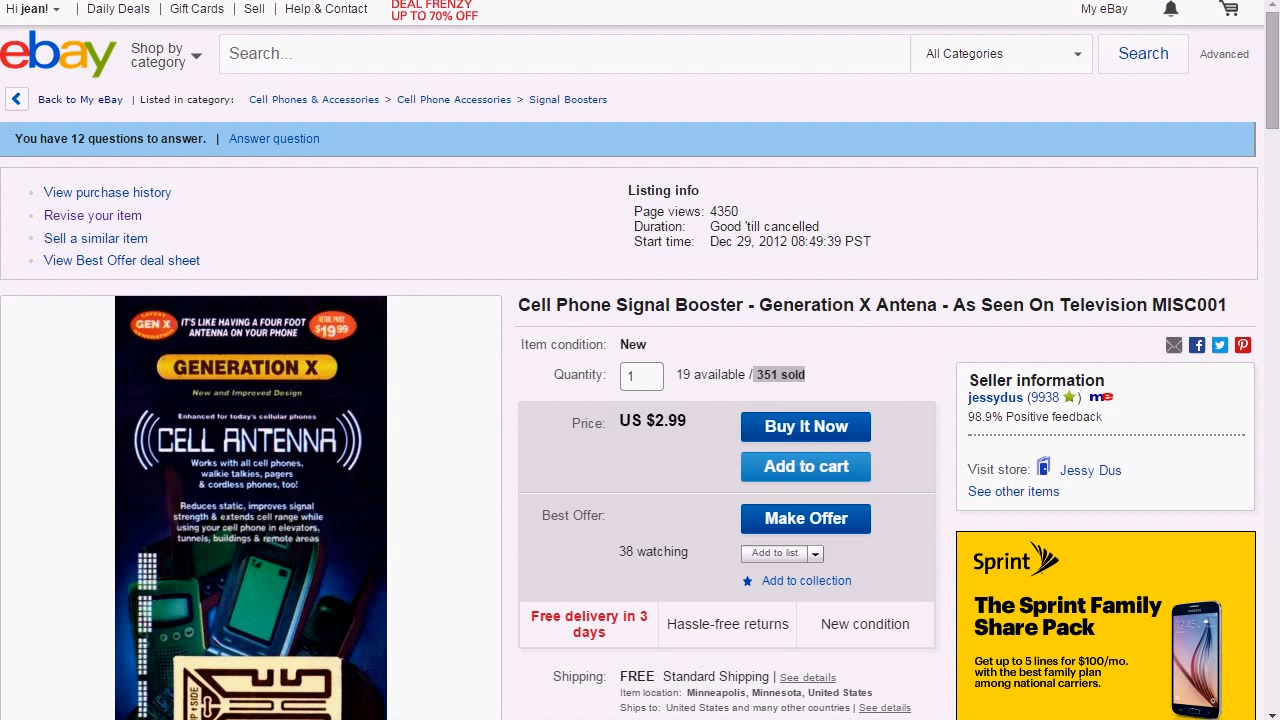 Hi jean! | Daily Deals | Gift Cards | Sell | Help & Contact
DEAL FRENZY
UP TO 70% OFF
My eBay
ebay
Shop by
category
Search...
All Categories
Search
Advanced
Back to My eBay | Listed in category: Cell Phones & Accessories > Cell Phone Accessories > Signal Boosters
You have 12 questions to answer. | Answer question
View purchase history
Revise your item
Sell a similar item
View Best Offer deal sheet
Listing info
Page views: 4350
Duration: Good 'till cancelled
Start time: Dec 29, 2012 08:49:39 PST
GEN X
IT'S LIKE HAVING A FOUR FOOT
ANTENNA ON YOUR PHONE
$19.99
GENERATION X
New and Improved Design
Enhanced for today's cellular phones
CELL ANTENNA
Works with all cell phones,
walkie talkies, pagers
& cordless phones, too!
Reduces static, improves signal
strength & extends cell range while
using your cell phone in elevators,
tunnels, buildings & remote areas
Cell Phone Signal Booster - Generation X Antena - As Seen On Television MISC001
Item condition: New
Quantity: 1 19 available / 351 sold
Price: US $2.99
Buy It Now
Add to cart
Best Offer:
Make Offer
38 watching
Add to list
Add to collection
Free delivery in 3
days
Hassle-free returns
New condition
Shipping: FREE Standard Shipping | See details
Item location: Minneapolis, Minnesota, United States
Ships to: United States and many other countries | See details
Seller information
jessydus (9938 ) me
98.9% Positive feedback
Visit store: Jessy Dus
See other items
Sprint
The Sprint Family
Share Pack
Get up to 5 lines for $100/mo.
with the best family plan
among national carriers.